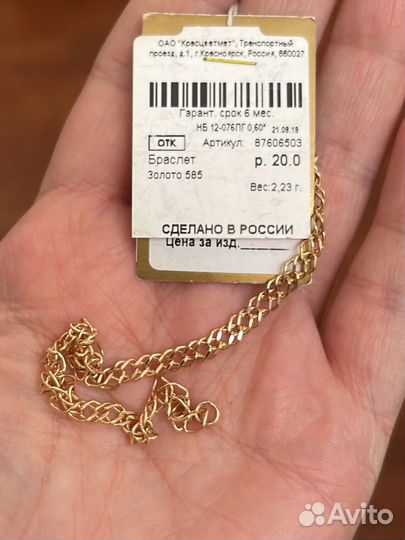 ОАО "Красцветмет", Транспортный
проезд, д.1, г.Красноярск, Россия, 660027
Гарант. срок 6 мес.
НБ 12-076ПГ 0,60* 21.09.19
ОТК Артикул: 87606503
Браслет р. 20.0
Золото 585
Вес:2,23 г.
СДЕЛАНО В РОССИИ
Цена за изд.
Avito